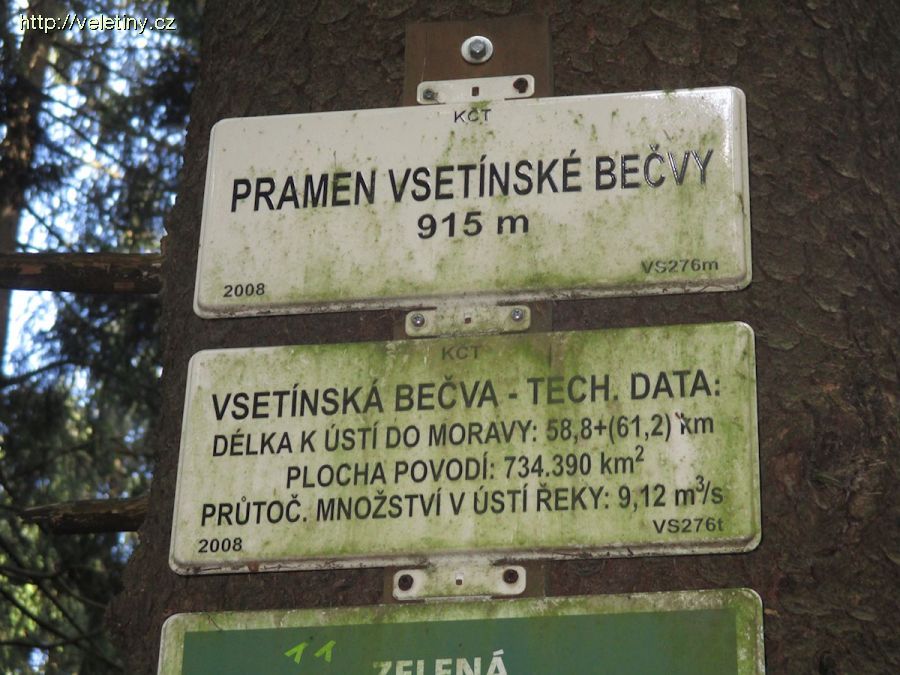 http://veletiny.cz
KČT
PRAMEN VSETÍNSKÉ BEČVY
915 m
2008
VS276m
KČT
VSETÍNSKÁ BEČVA - TECH. DATA:
DÉLKA K ÚSTÍ DO MORAVY: 58,8+(61,2) km
PLOCHA POVODÍ: 734.390 km²
PRŮTOČ. MNOŽSTVÍ V ÚSTÍ ŘEKY: 9,12 m³/s
2008
VS276t
11
ZELENÁ